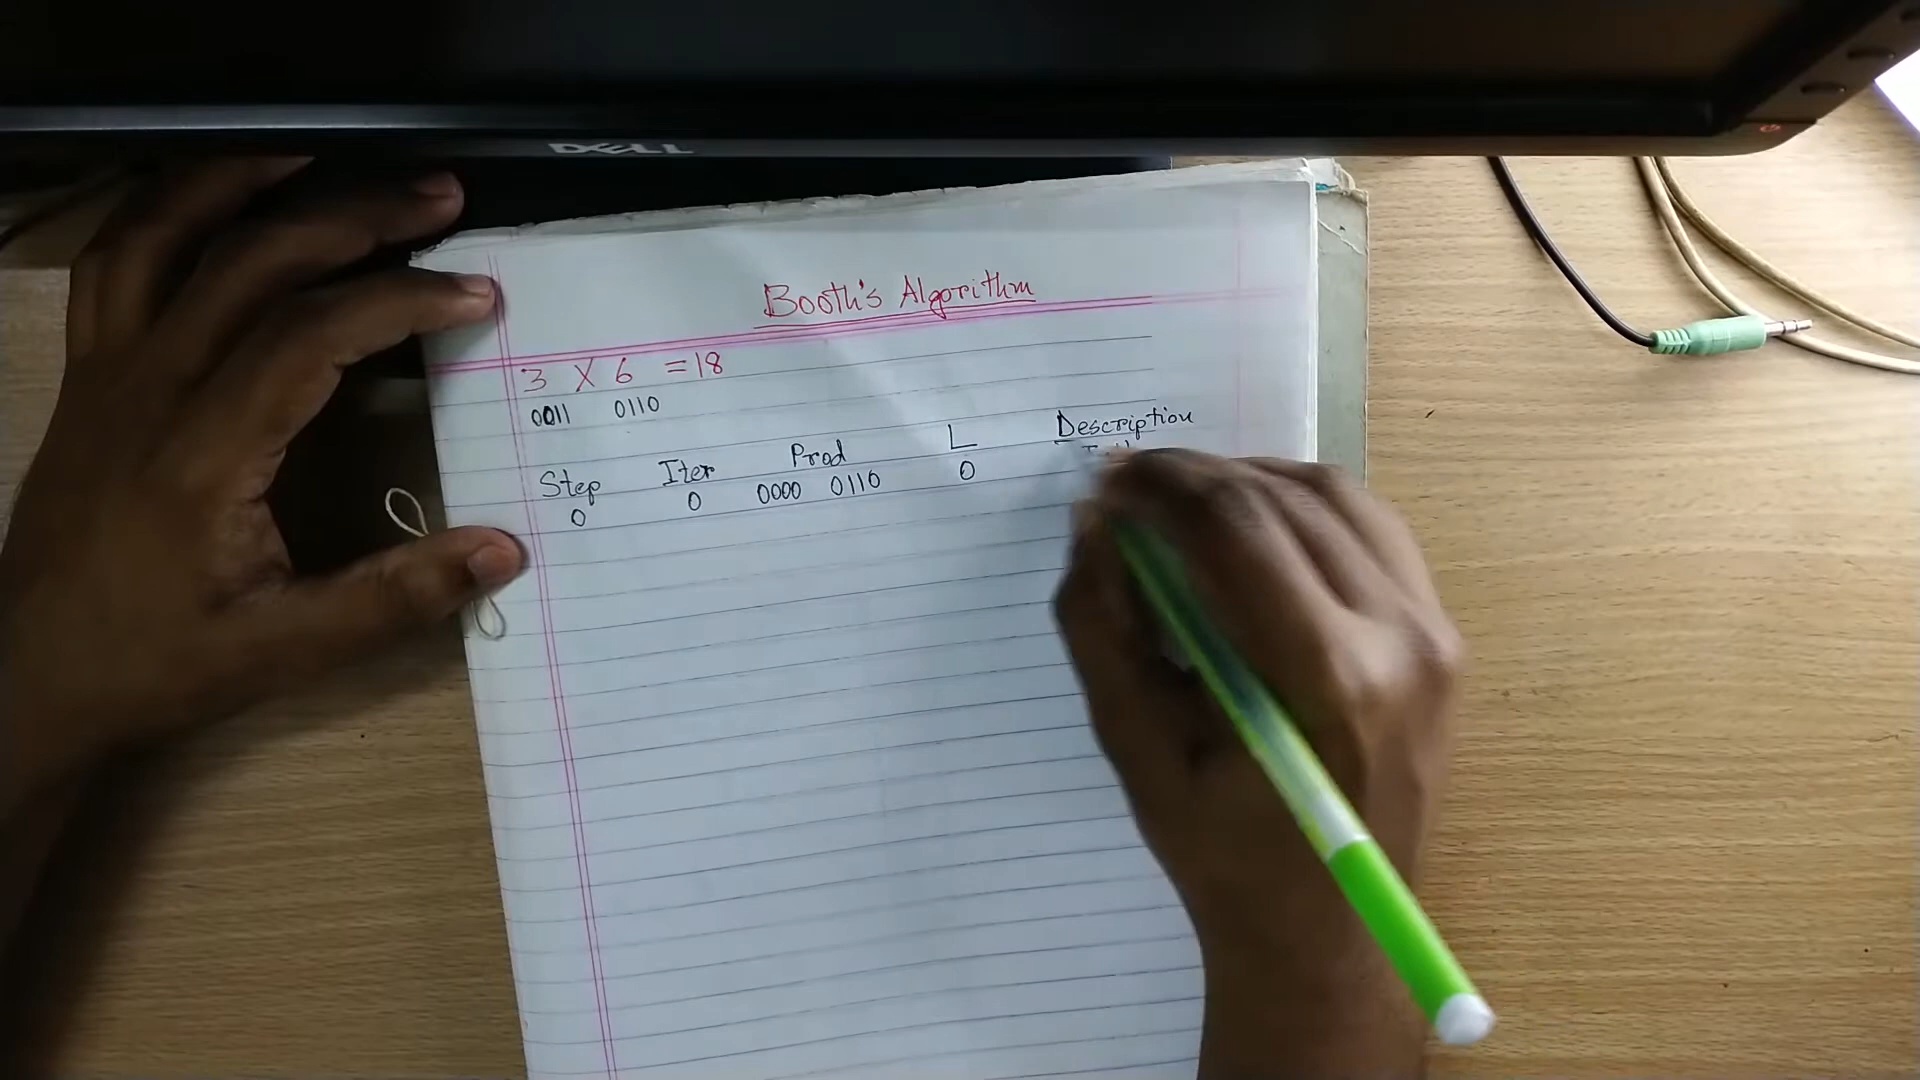 DELL
Booth's Algorithm
3 X 6 = 18
0011 0110
Step Iter Prod L Description
0 0 0000 0110 0